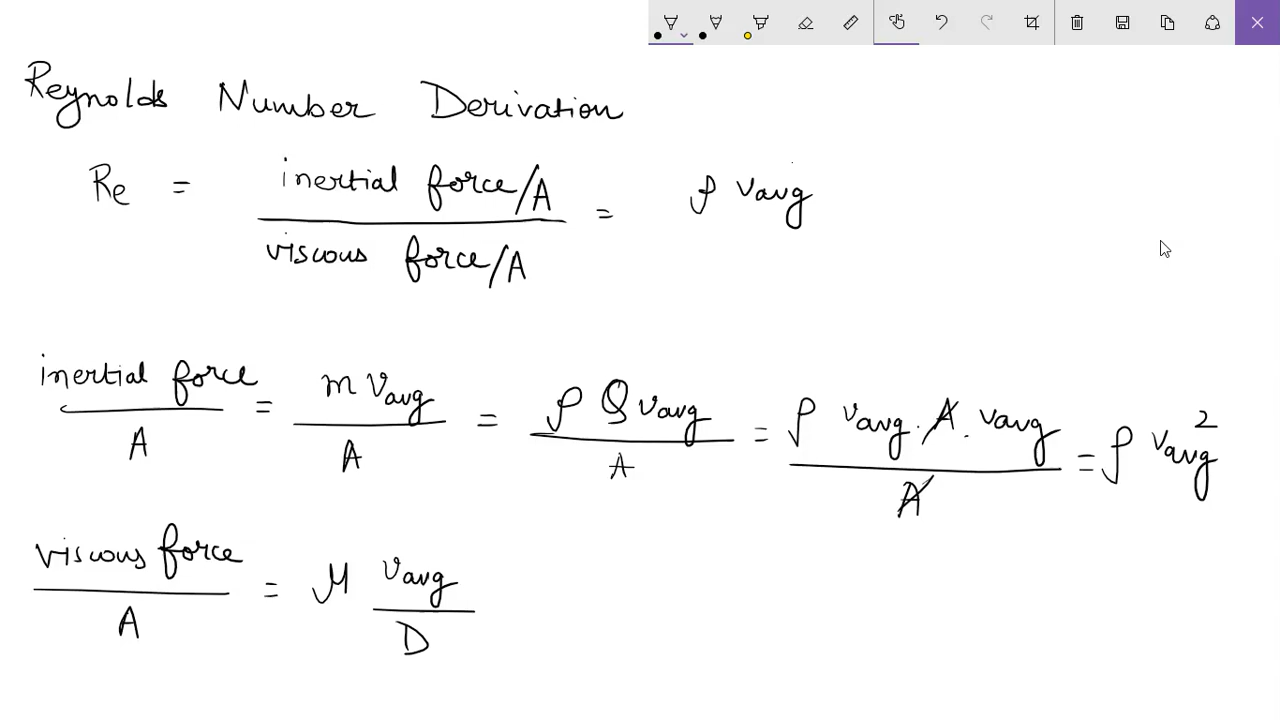 Reynolds Number Derivation
Re = inertial force/A / viscous force/A = ρ vavg
inertial force / A = m vavg / A = ρ Q vavg / A = ρ vavg · A · vavg / A = ρ vavg²
viscous force / A = μ vavg / D